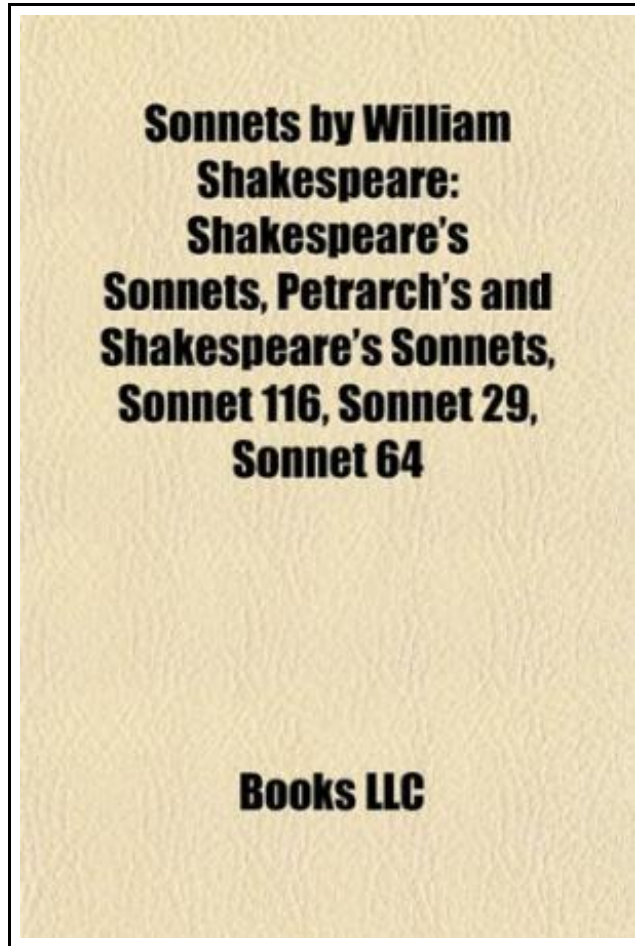 Sonnets by William
Shakespeare:
Shakespeare's
Sonnets, Petrarch's and
Shakespeare's Sonnets,
Sonnet 116, Sonnet 29,
Sonnet 64
Books LLC